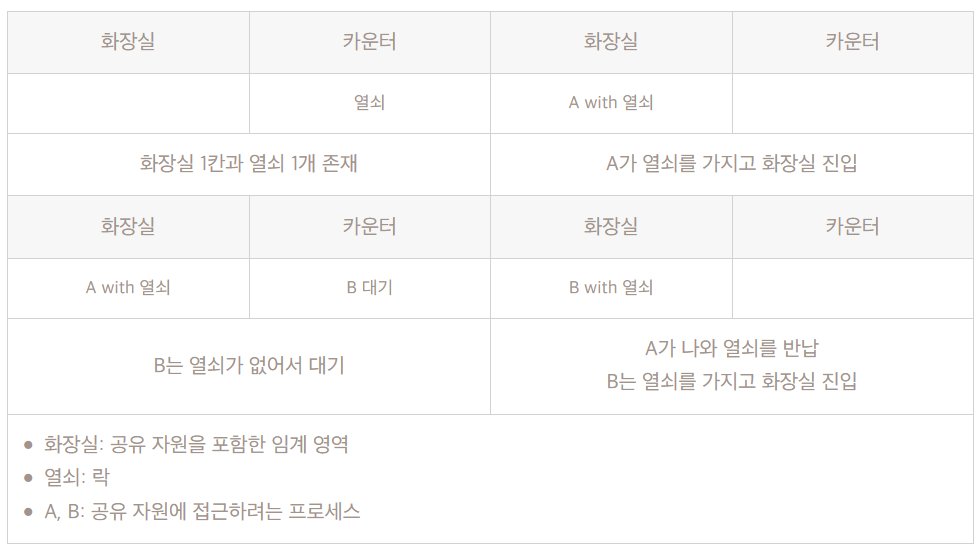 화장실 카운터 화장실 카운터
열쇠 A with 열쇠
화장실 1칸과 열쇠 1개 존재 A가 열쇠를 가지고 화장실 진입
화장실 카운터 화장실 카운터
A with 열쇠 B 대기 B with 열쇠
B는 열쇠가 없어서 대기
A가 나와 열쇠를 반납
B는 열쇠를 가지고 화장실 진입
• 화장실: 공유 자원을 포함한 임계 영역
• 열쇠: 락
• A, B: 공유 자원에 접근하려는 프로세스